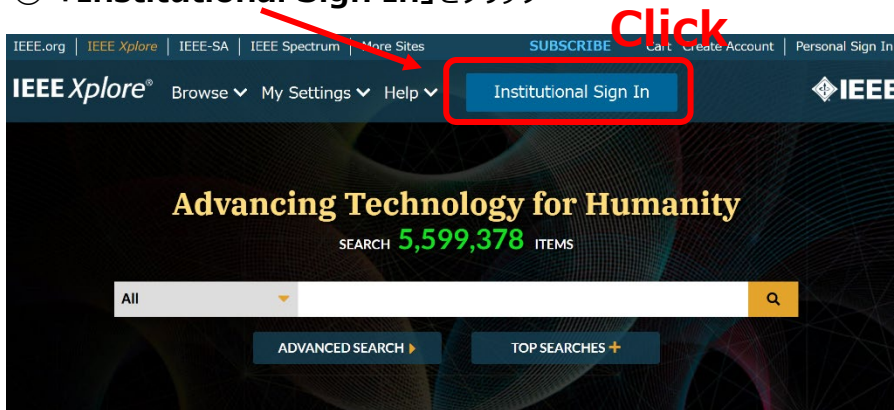 「Institutional Sign In」をクリック
Click
IEEE.org | IEEE Xplore | IEEE-SA | IEEE Spectrum | More Sites SUBSCRIBE Cart Create Account | Personal Sign In
IEEE Xplore® Browse My Settings Help Institutional Sign In IEEE
Advancing Technology for Humanity
SEARCH 5,599,378 ITEMS
All
ADVANCED SEARCH TOP SEARCHES +